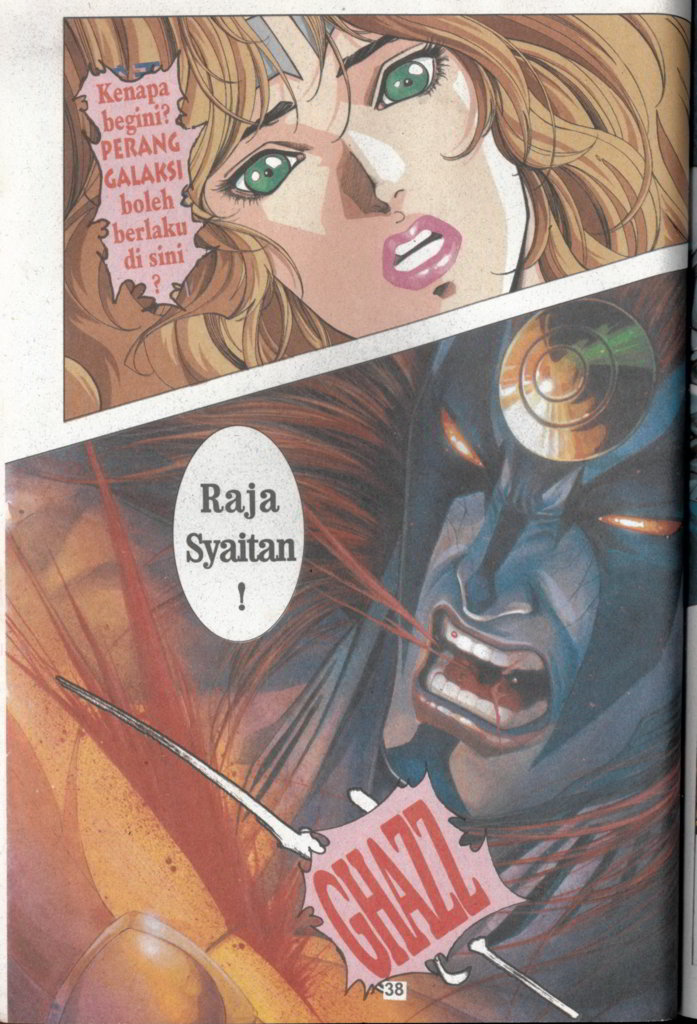 Kenapa
begini?
PERANG
GALAKSI
boleh
berlaku
di sini
?
Raja
Syaitan
!
GHAZZ
38